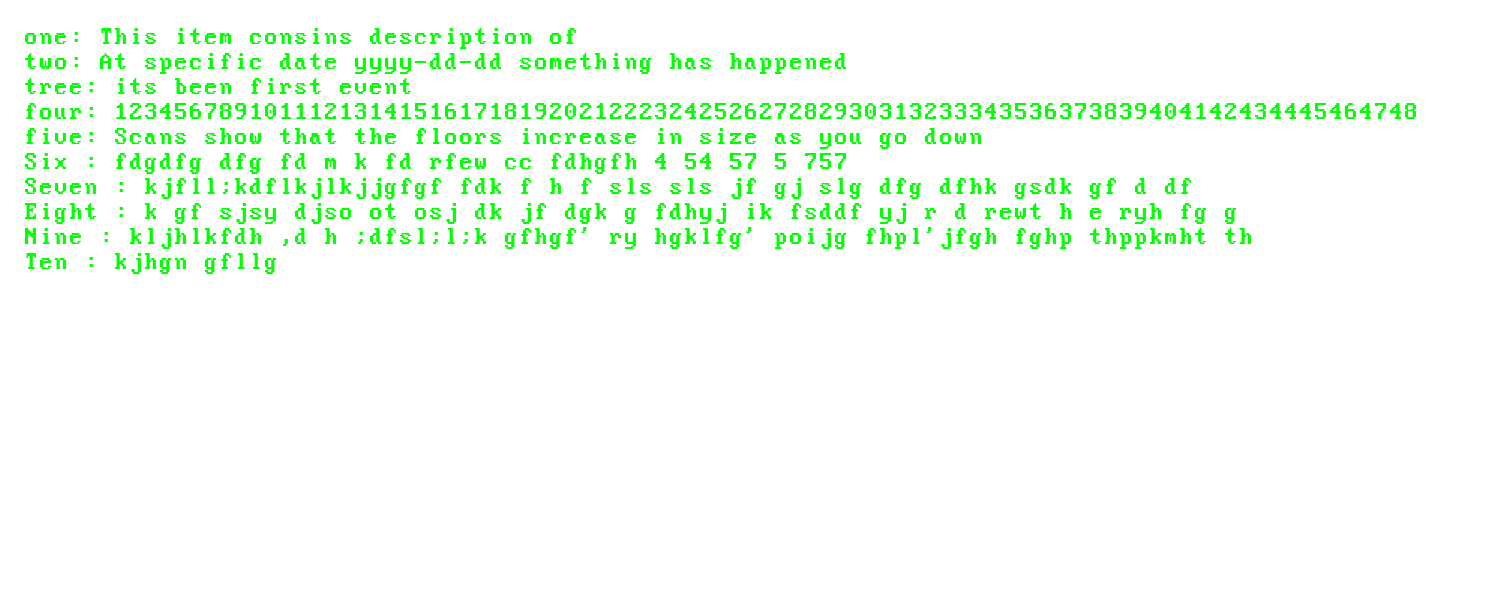 one: This item consins description of
two: At specific date yyyy-dd-dd something has happened
tree: its been first event
four: 123456789101112131415161718192021222324252627282930313233343536373839404142434445464748
five: Scans show that the floors increase in size as you go down
Six : fdgdfg dfg fd m k fd rfew cc fdhgfh 4 54 57 5 757
Seven : kjfll;kdflkjlkjjgfgf fdk f h f sls sls jf gj slg dfg dfhk gsdk gf d df
Eight : k gf sjsy djso ot osj dk jf dgk g fdhyj ik fsddf yj r d rewt h e ryh fg g
Nine : kljhlkfdh ,d h ;dfsl;l;k gfhgf' ry hgklfg' poijg fhpl'jfgh fghp thppkmht th
Ten : kjhgn gfllg